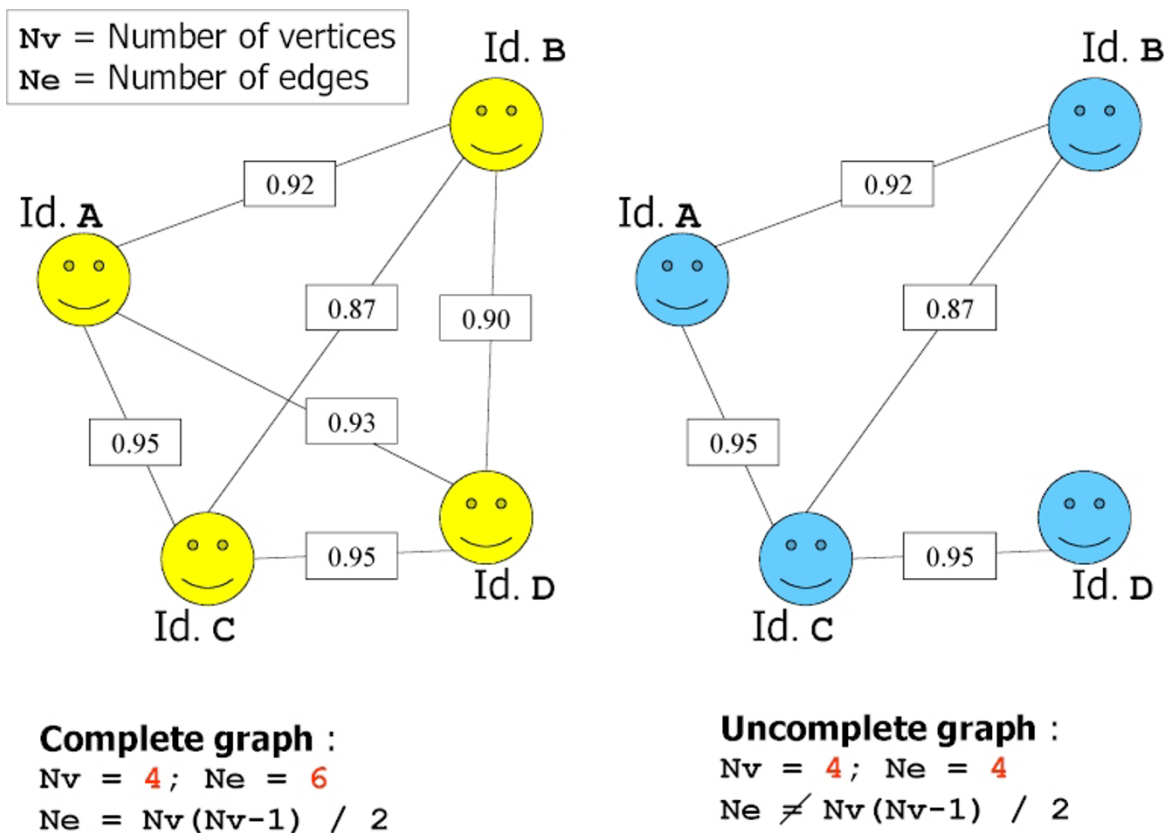 Nv = Number of vertices
Ne = Number of edges
Id. B
0.92
Id. A
0.87
0.90
0.93
0.95
0.95
Id. D
Id. C
Complete graph :
Nv = 4; Ne = 6
Ne = Nv(Nv-1) / 2
Id. B
0.92
Id. A
0.87
0.95
0.95
Id. D
Id. C
Uncomplete graph :
Nv = 4; Ne = 4
Ne ≠ Nv(Nv-1) / 2